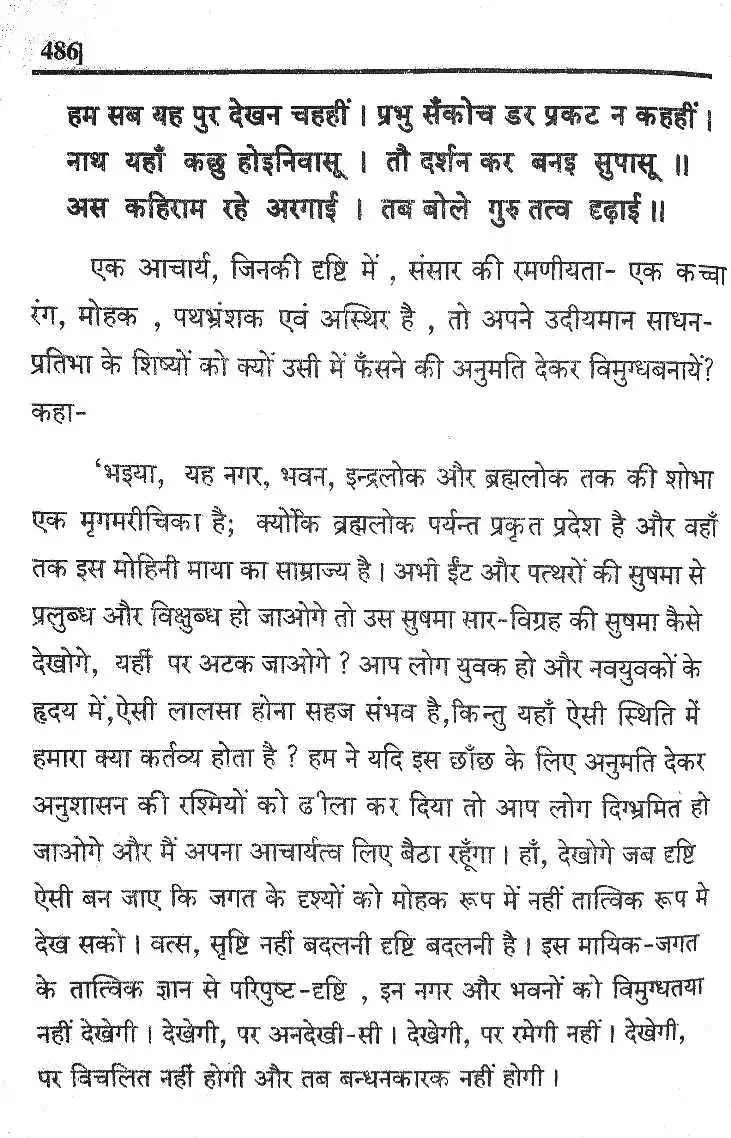 486
हम सब यह पुर देखन चहहीं । प्रभु सँकोच डर प्रकट न कहहीं ।
नाथ यहाँ कछु होइनिवासू । तौ दर्शन कर बनइ सुपासू ॥
अस कहिराम रहे अरगाई । तब बोले गुरु तत्व दृढ़ाई ॥
एक आचार्य, जिनकी दृष्टि में , संसार की रमणीयता- एक कच्चा
रंग, मोहक , पथभ्रंशक एवं अस्थिर है , तो अपने उदीयमान साधन-
प्रतिभा के शिष्यों को क्यों उसी में फँसने की अनुमति देकर विमुग्धबनायें?
कहा-
‘भइया, यह नगर, भवन, इन्द्रलोक और ब्रह्मलोक तक की शोभा
एक मृगमरीचिका है; क्योंकि ब्रह्मलोक पर्यन्त प्रकृत प्रदेश है और वहाँ
तक इस मोहिनी माया का साम्राज्य है । अभी ईंट और पत्थरों की सुषमा से
प्रलुब्ध और विक्षुब्ध हो जाओगे तो उस सुषमा सार-विग्रह की सुषमा कैसे
देखोगे, यहीं पर अटक जाओगे ? आप लोग युवक हो और नवयुवकों के
हृदय में,ऐसी लालसा होना सहज संभव है,किन्तु यहाँ ऐसी स्थिति में
हमारा क्या कर्तव्य होता है ? हम ने यदि इस छाँछ के लिए अनुमति देकर
अनुशासन की रश्मियों को ढीला कर दिया तो आप लोग दिग्भ्रमित हो
जाओगे और मैं अपना आचार्यत्व लिए बैठा रहूँगा । हाँ, देखोगे जब दृष्टि
ऐसी बन जाए कि जगत के दृश्यों को मोहक रूप में नहीं तात्विक रूप मे
देख सको । वत्स, सृष्टि नहीं बदलनी दृष्टि बदलनी है । इस मायिक-जगत
के तात्विक ज्ञान से परिपुष्ट-दृष्टि , इन नगर और भवनों को विमुग्धतया
नहीं देखेगी । देखेगी, पर अनदेखी-सी । देखेगी, पर रमेगी नहीं । देखेगी,
पर विचलित नहीं होगी और तब बन्धनकारक नहीं होगी ।